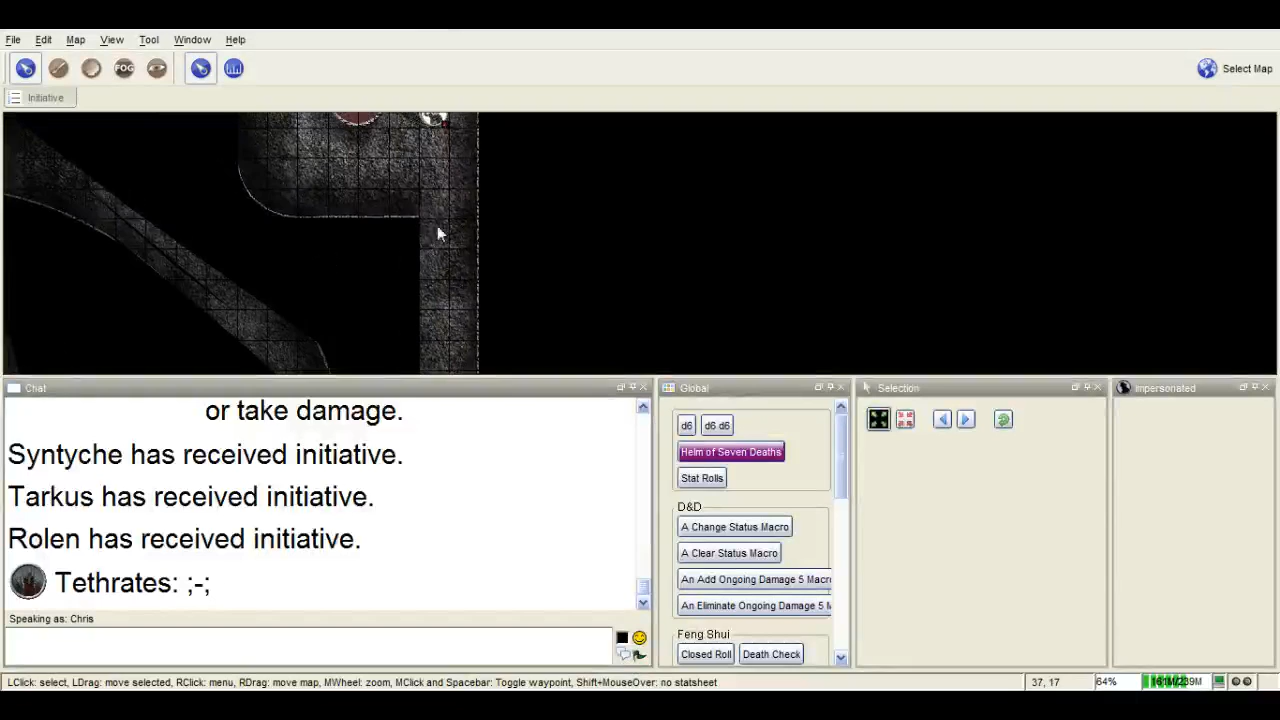 File Edit Map View Tool Window Help
FOG
Select Map
Initiative
Chat
Global
Selection
Impersonated
or take damage.
Syntyche has received initiative.
Tarkus has received initiative.
Rolen has received initiative.
Tethrates: ;-;
Speaking as: Chris
d6 d6 d6
Helm of Seven Deaths
Stat Rolls
D&D
A Change Status Macro
A Clear Status Macro
An Add Ongoing Damage 5 Macr
An Eliminate Ongoing Damage 5 M
Feng Shui
Closed Roll Death Check
LClick: select, LDrag: move selected, RClick: menu, RDrag: move map, MWheel: zoom, MClick and Spacebar: Toggle waypoint, Shift+MouseOver: no statsheet
37, 17
64%
161M/239M